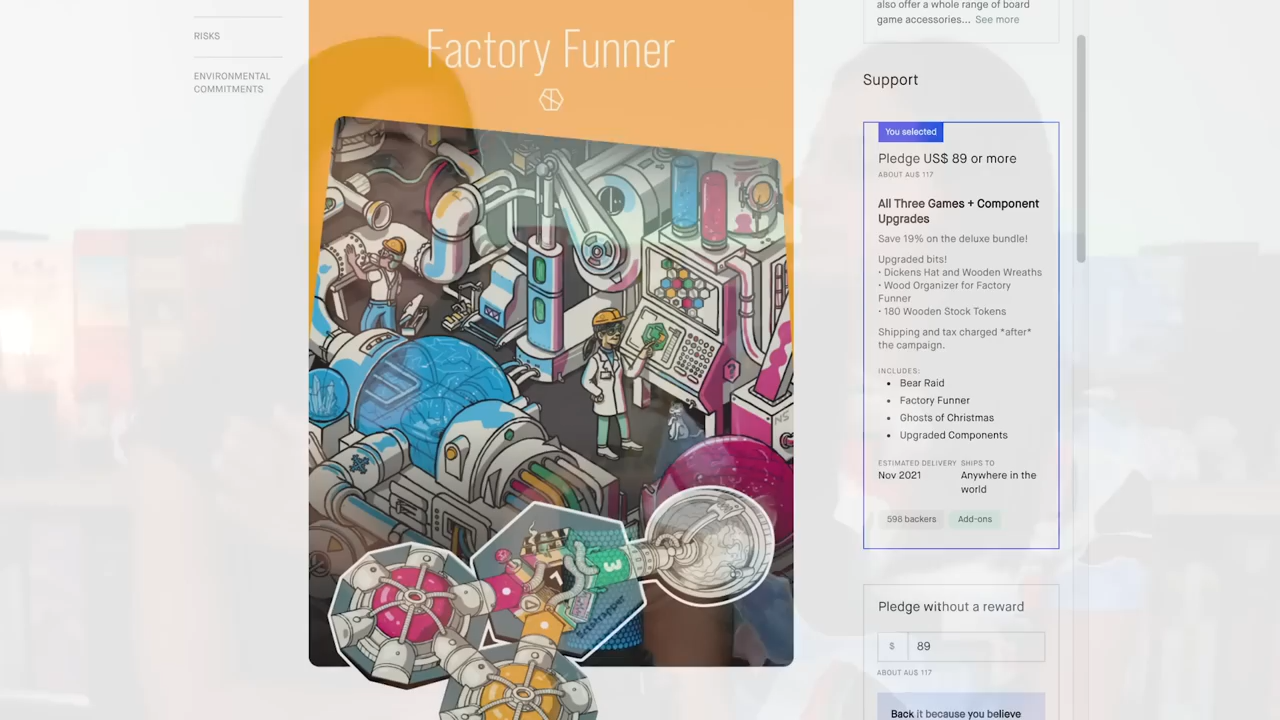 RISKS
ENVIRONMENTAL
COMMITMENTS
Factory Funner
3
also offer a whole range of board
game accessories... See more
Support
You selected
Pledge US$ 89 or more
ABOUT AU$ 117
All Three Games + Component
Upgrades
Save 19% on the deluxe bundle!
Upgraded bits!
• Dickens Hat and Wooden Wreaths
• Wood Organizer for Factory
Funner
• 180 Wooden Stock Tokens
Shipping and tax charged *after*
the campaign.
INCLUDES:
• Bear Raid
• Factory Funner
• Ghosts of Christmas
• Upgraded Components
ESTIMATED DELIVERY SHIPS TO
Nov 2021 Anywhere in the
world
598 backers Add-ons
Pledge without a reward
$ 89
ABOUT AU$ 117
Back it because you believe